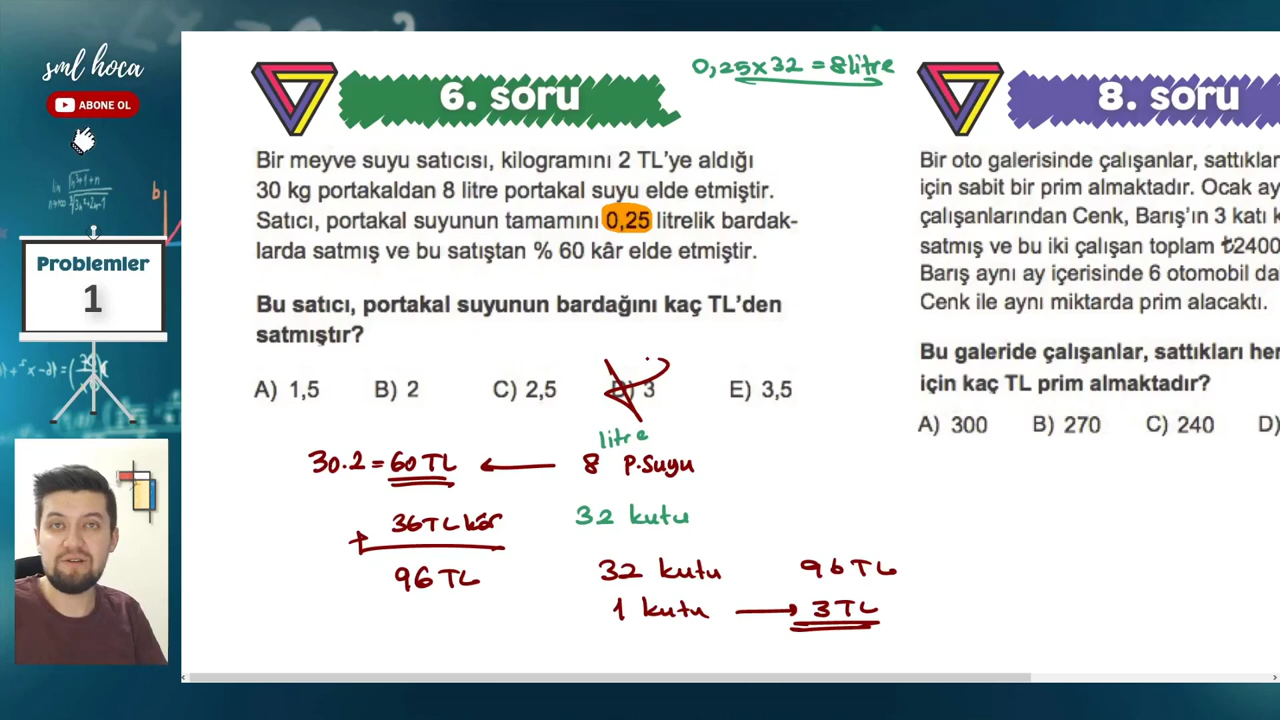 sml hoca
ABONE OL
Problemler
1
6. soru
0,25x32 = 8litre
Bir meyve suyu satıcısı, kilogramını 2 TL'ye aldığı
30 kg portakaldan 8 litre portakal suyu elde etmiştir.
Satıcı, portakal suyunun tamamını 0,25 litrelik bardak-
larda satmış ve bu satıştan % 60 kâr elde etmiştir.
Bu satıcı, portakal suyunun bardağını kaç TL'den
satmıştır?
A) 1,5 B) 2 C) 2,5 D) 3 E) 3,5
litre
30.2 = 60 TL 8 P.Suyu
36TL kâr 32 kutu
+
96 TL
32 kutu 96 TL
1 kutu 3 TL
8. soru
Bir oto galerisinde çalışanlar, sattıklar
için sabit bir prim almaktadır. Ocak ay
çalışanlarından Cenk, Barış'ın 3 katı k
satmış ve bu iki çalışan toplam ₺2400
Barış aynı ay içerisinde 6 otomobil da
Cenk ile aynı miktarda prim alacaktı.
Bu galeride çalışanlar, sattıkları her
için kaç TL prim almaktadır?
A) 300 B) 270 C) 240 D)